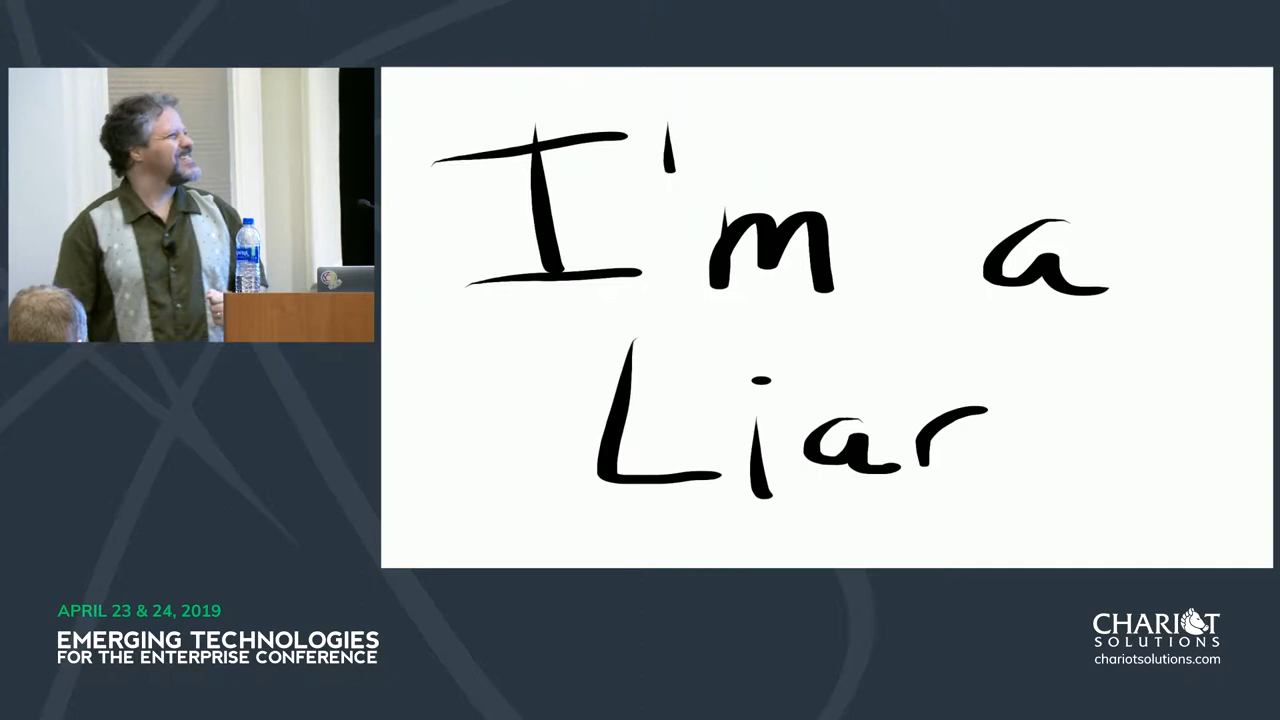 I'm a
Liar
APRIL 23 & 24, 2019
EMERGING TECHNOLOGIES
FOR THE ENTERPRISE CONFERENCE
CHARIOT
SOLUTIONS
chariotsolutions.com